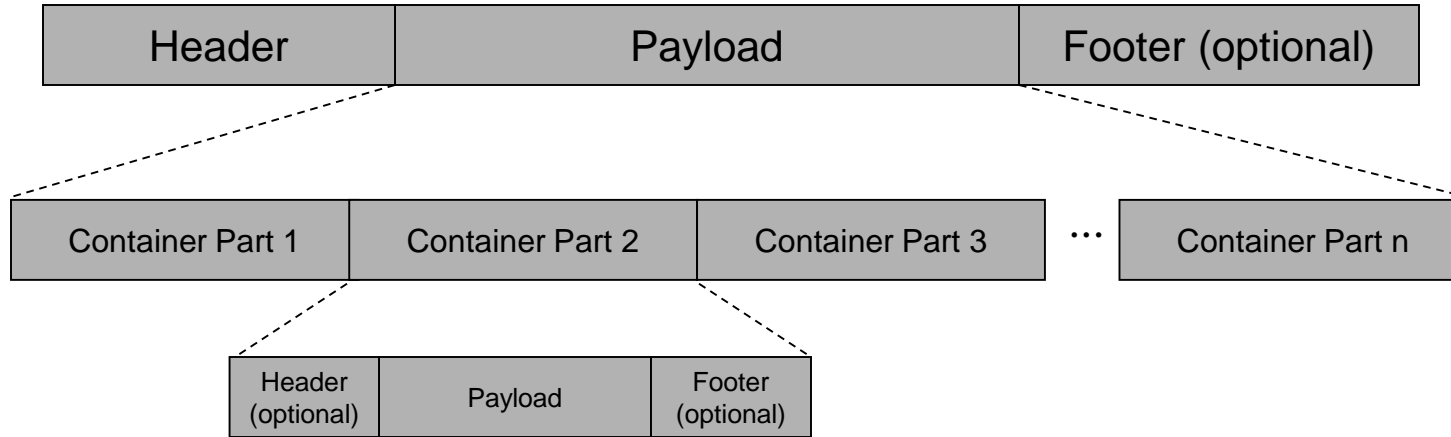 Header
Payload
Footer (optional)
Container Part 1
Container Part 2
Container Part 3
...
Container Part n
Header
(optional)
Payload
Footer
(optional)